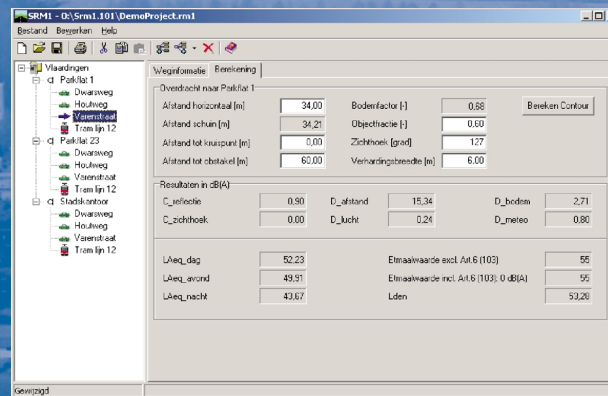 SRM1 - O:\Srm1.101\DemoProject.rm1
Bestand Bewerken Help
Vlaardingen
Parkflat 1
Dwarsweg
Houtweg
Varenstraat
Tram lijn 12
Parkflat 23
Dwarsweg
Houtweg
Varenstraat
Tram lijn 12
Stadskantoor
Dwarsweg
Houtweg
Varenstraat
Tram lijn 12
Weginformatie Berekening
Overdracht naar Parkflat 1
Afstand horizontaal [m] 34,00 Bodemfactor [-] 0,68 Bereken Contour
Afstand schuin [m] 34,21 Objectfractie [-] 0,60
Afstand tot kruispunt [m] 0,00 Zichthoek [grad] 127
Afstand tot obstakel [m] 60,00 Verhardingsbreedte [m] 6,00
Resultaten in dB(A)
C_reflectie 0,90 D_afstand 15,34 D_bodem 2,71
C_zichthoek 0,00 D_lucht 0,24 D_meteo 0,80
LAeq_dag 52,23 Etmaalwaarde excl. Art.6 (103) 55
LAeq_avond 49,91 Etmaalwaarde incl. Art.6 (103): 0 dB(A) 55
LAeq_nacht 43,67 Lden 53,28
Gewijzigd